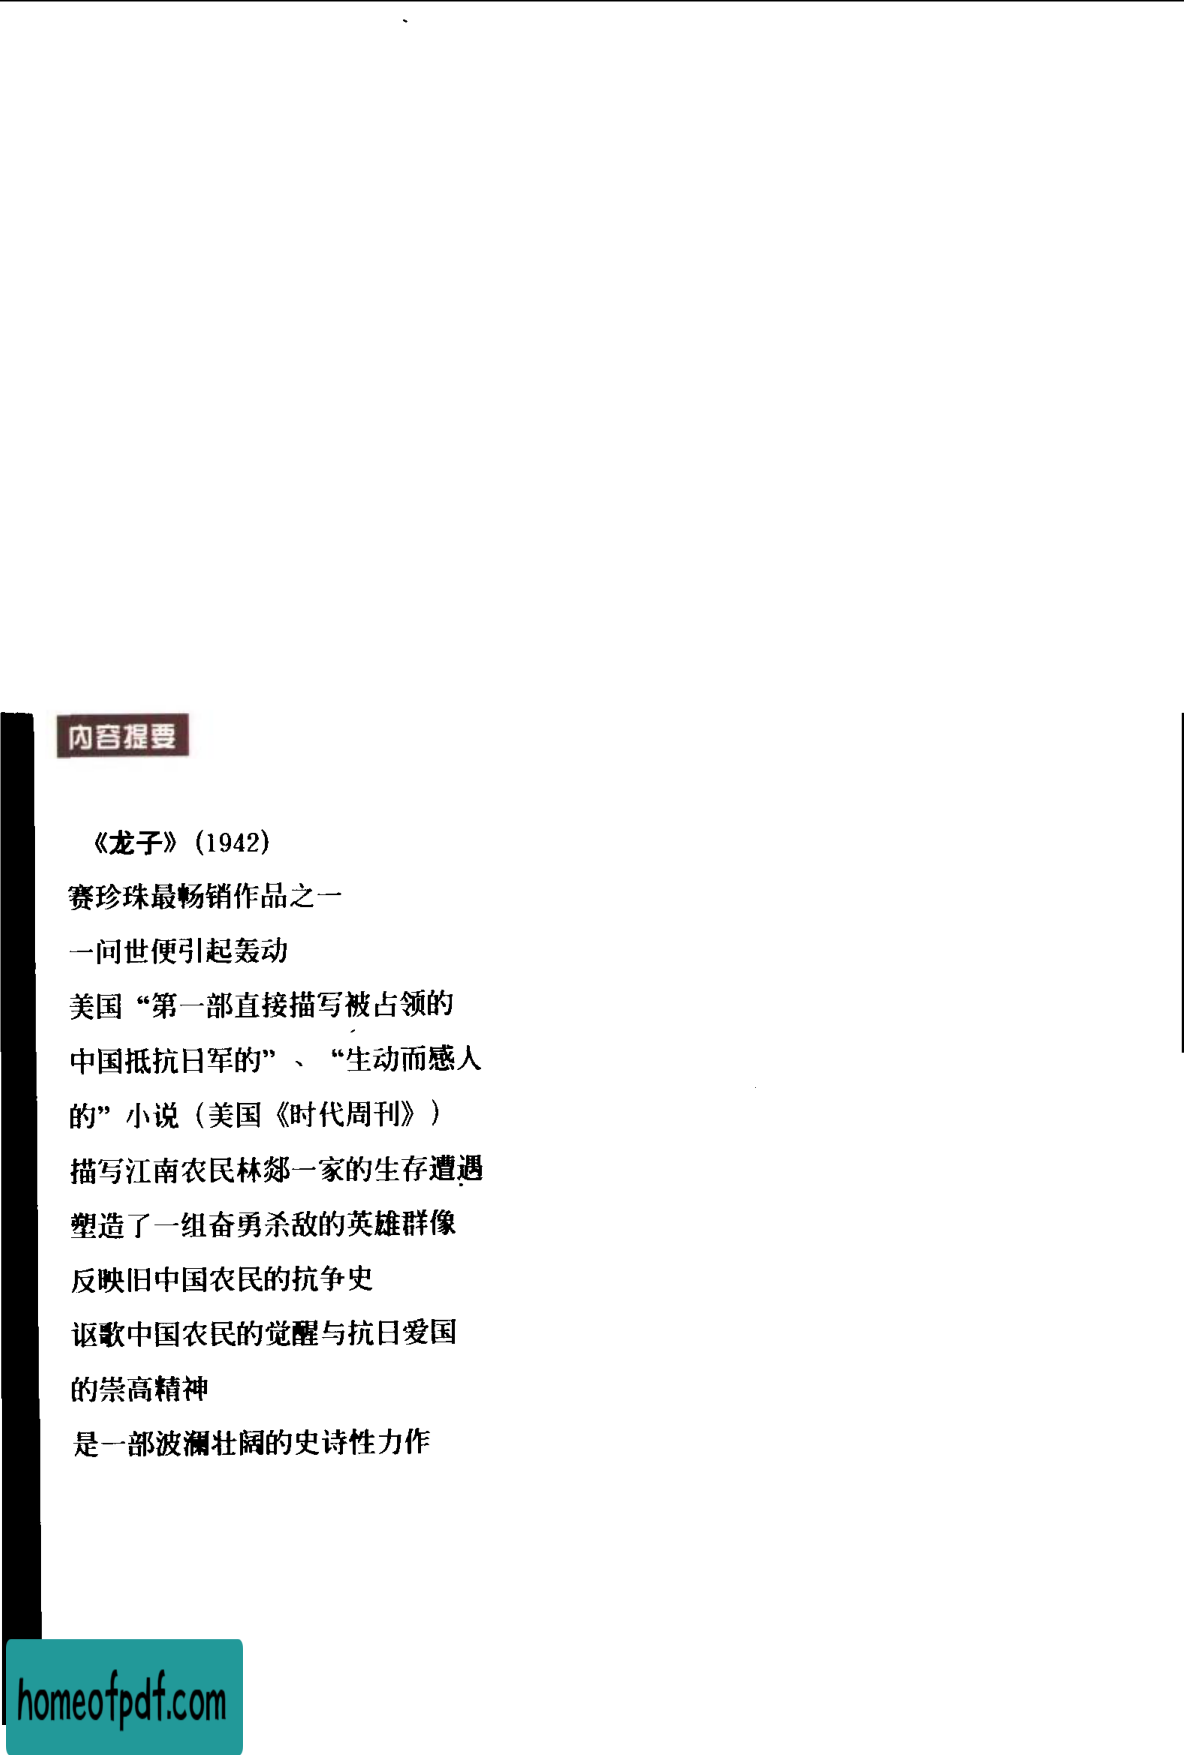 内容提要
《龙子》(1942)
赛珍珠最畅销作品之一
一问世便引起轰动
美国“第一部直接描写被占领的
中国抵抗日军的”、“生动而感人
的”小说（美国《时代周刊》）
描写江南农民林郯一家的生存遭遇
塑造了一组奋勇杀敌的英雄群像
反映旧中国农民的抗争史
讴歌中国农民的觉醒与抗日爱国
的崇高精神
是一部波澜壮阔的史诗性力作
homeofpdf.com